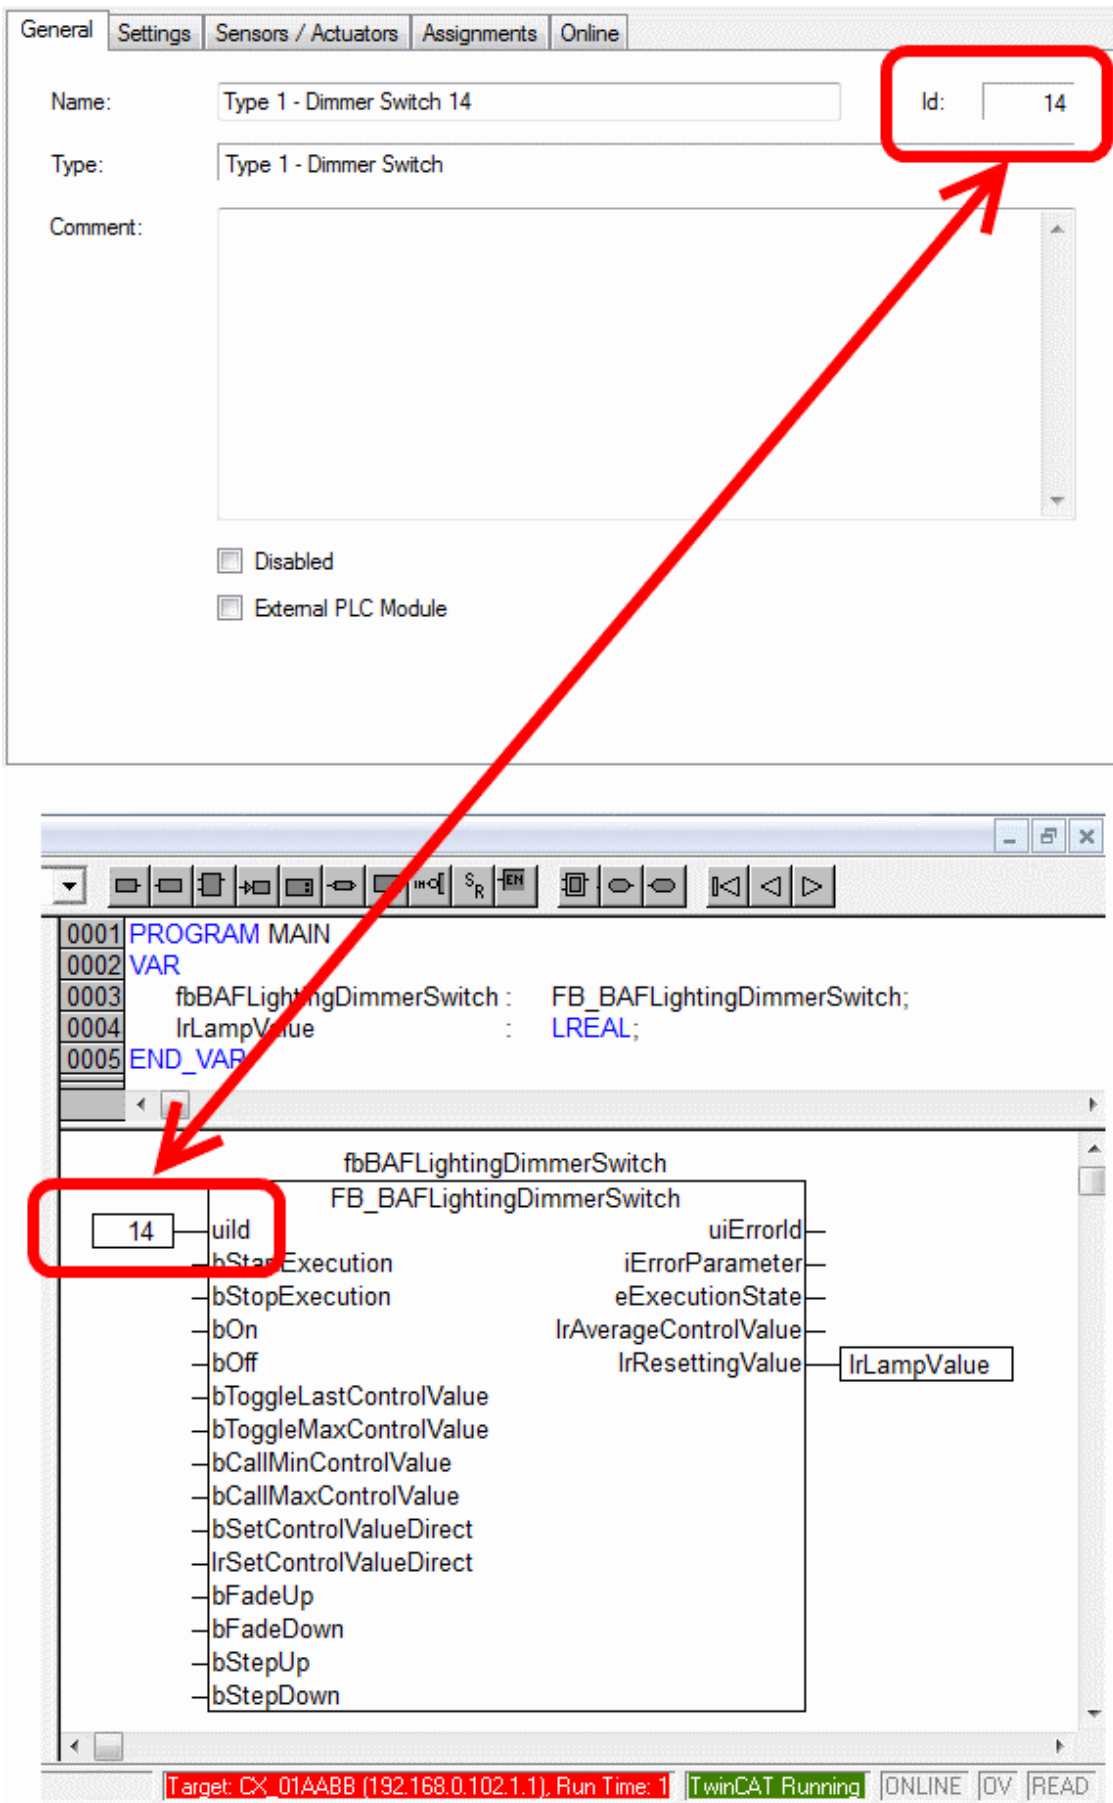 General Settings Sensors / Actuators Assignments Online
Name: Type 1 - Dimmer Switch 14 Id: 14
Type: Type 1 - Dimmer Switch
Comment:
Disabled
External PLC Module
S R EN
0001 PROGRAM MAIN
0002 VAR
0003 fbBAFLightingDimmerSwitch : FB_BAFLightingDimmerSwitch;
0004 lrLampValue : LREAL;
0005 END_VAR
fbBAFLightingDimmerSwitch
FB_BAFLightingDimmerSwitch
14 uiId uiErrorId
bStartExecution iErrorParameter
bStopExecution eExecutionState
bOn lrAverageControlValue
bOff lrResettingValue lrLampValue
bToggleLastControlValue
bToggleMaxControlValue
bCallMinControlValue
bCallMaxControlValue
bSetControlValueDirect
lrSetControlValueDirect
bFadeUp
bFadeDown
bStepUp
bStepDown
Target: CX_01AABB (192.168.0.102.1.1), Run Time: 1 TwinCAT Running ONLINE OV READ